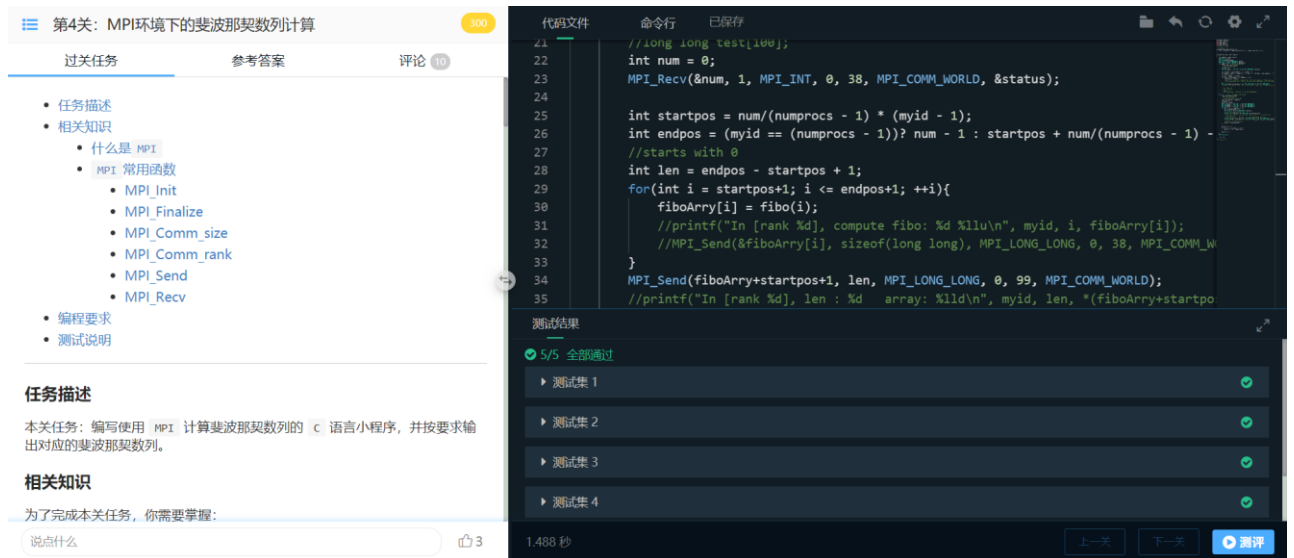 第4关：MPI环境下的斐波那契数列计算
300
过关任务 参考答案 评论 10
任务描述
相关知识
什么是 MPI
MPI 常用函数
MPI_Init
MPI_Finalize
MPI_Comm_size
MPI_Comm_rank
MPI_Send
MPI_Recv
编程要求
测试说明
任务描述
本关任务：编写使用 MPI 计算斐波那契数列的 C 语言小程序，并按要求输
出对应的斐波那契数列。
相关知识
为了完成本关任务，你需要掌握：
说点什么
3
代码文件 命令行 已保存
21 //long long test[100];
22 int num = 0;
23 MPI_Recv(&num, 1, MPI_INT, 0, 38, MPI_COMM_WORLD, &status);
24
25 int startpos = num/(numprocs - 1) * (myid - 1);
26 int endpos = (myid == (numprocs - 1))? num - 1 : startpos + num/(numprocs - 1) -
27 //starts with 0
28 int len = endpos - startpos + 1;
29 for(int i = startpos+1; i <= endpos+1; ++i){
30 fiboArry[i] = fibo(i);
31 //printf("In [rank %d], compute fibo: %d %llu\n", myid, i, fiboArry[i]);
32 //MPI_Send(&fiboArry[i], sizeof(long long), MPI_LONG_LONG, 0, 38, MPI_COMM_W
33 }
34 MPI_Send(fiboArry+startpos+1, len, MPI_LONG_LONG, 0, 99, MPI_COMM_WORLD);
35 //printf("In [rank %d], len : %d array: %lld\n", myid, len, *(fiboArry+startpo
测试结果
5/5 全部通过
测试集 1
测试集 2
测试集 3
测试集 4
1.488 秒
上一关 下一关 测评